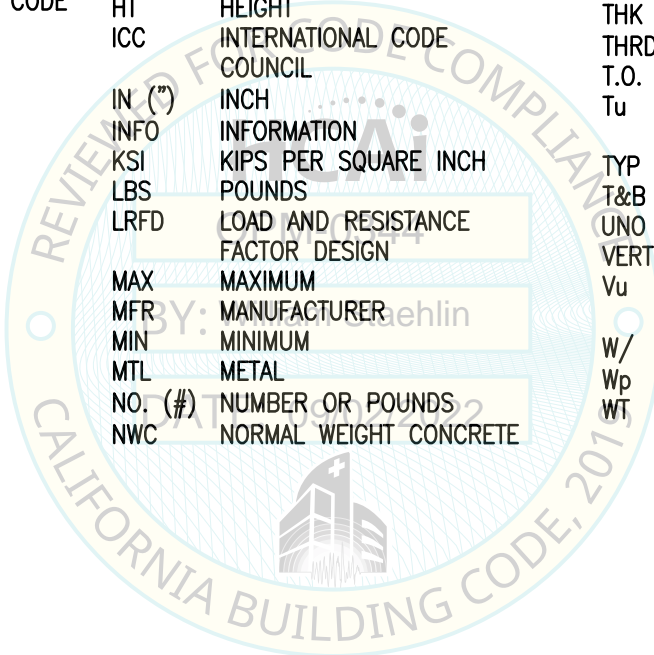 CODE
HT HEIGHT
ICC INTERNATIONAL CODE
COUNCIL
IN (") INCH
INFO INFORMATION
KSI KIPS PER SQUARE INCH
LBS POUNDS
LRFD LOAD AND RESISTANCE
FACTOR DESIGN
MAX MAXIMUM
MFR MANUFACTURER
MIN MINIMUM
MTL METAL
NO. (#) NUMBER OR POUNDS
NWC NORMAL WEIGHT CONCRETE
THK
THRD
T.O.
Tu
TYP
T&B
UNO
VERT
Vu
W/
Wp
WT
REVIEWED FOR CODE COMPLIANCE
HCAi
BY: William Staehlin
CALIFORNIA BUILDING CODE, 2019